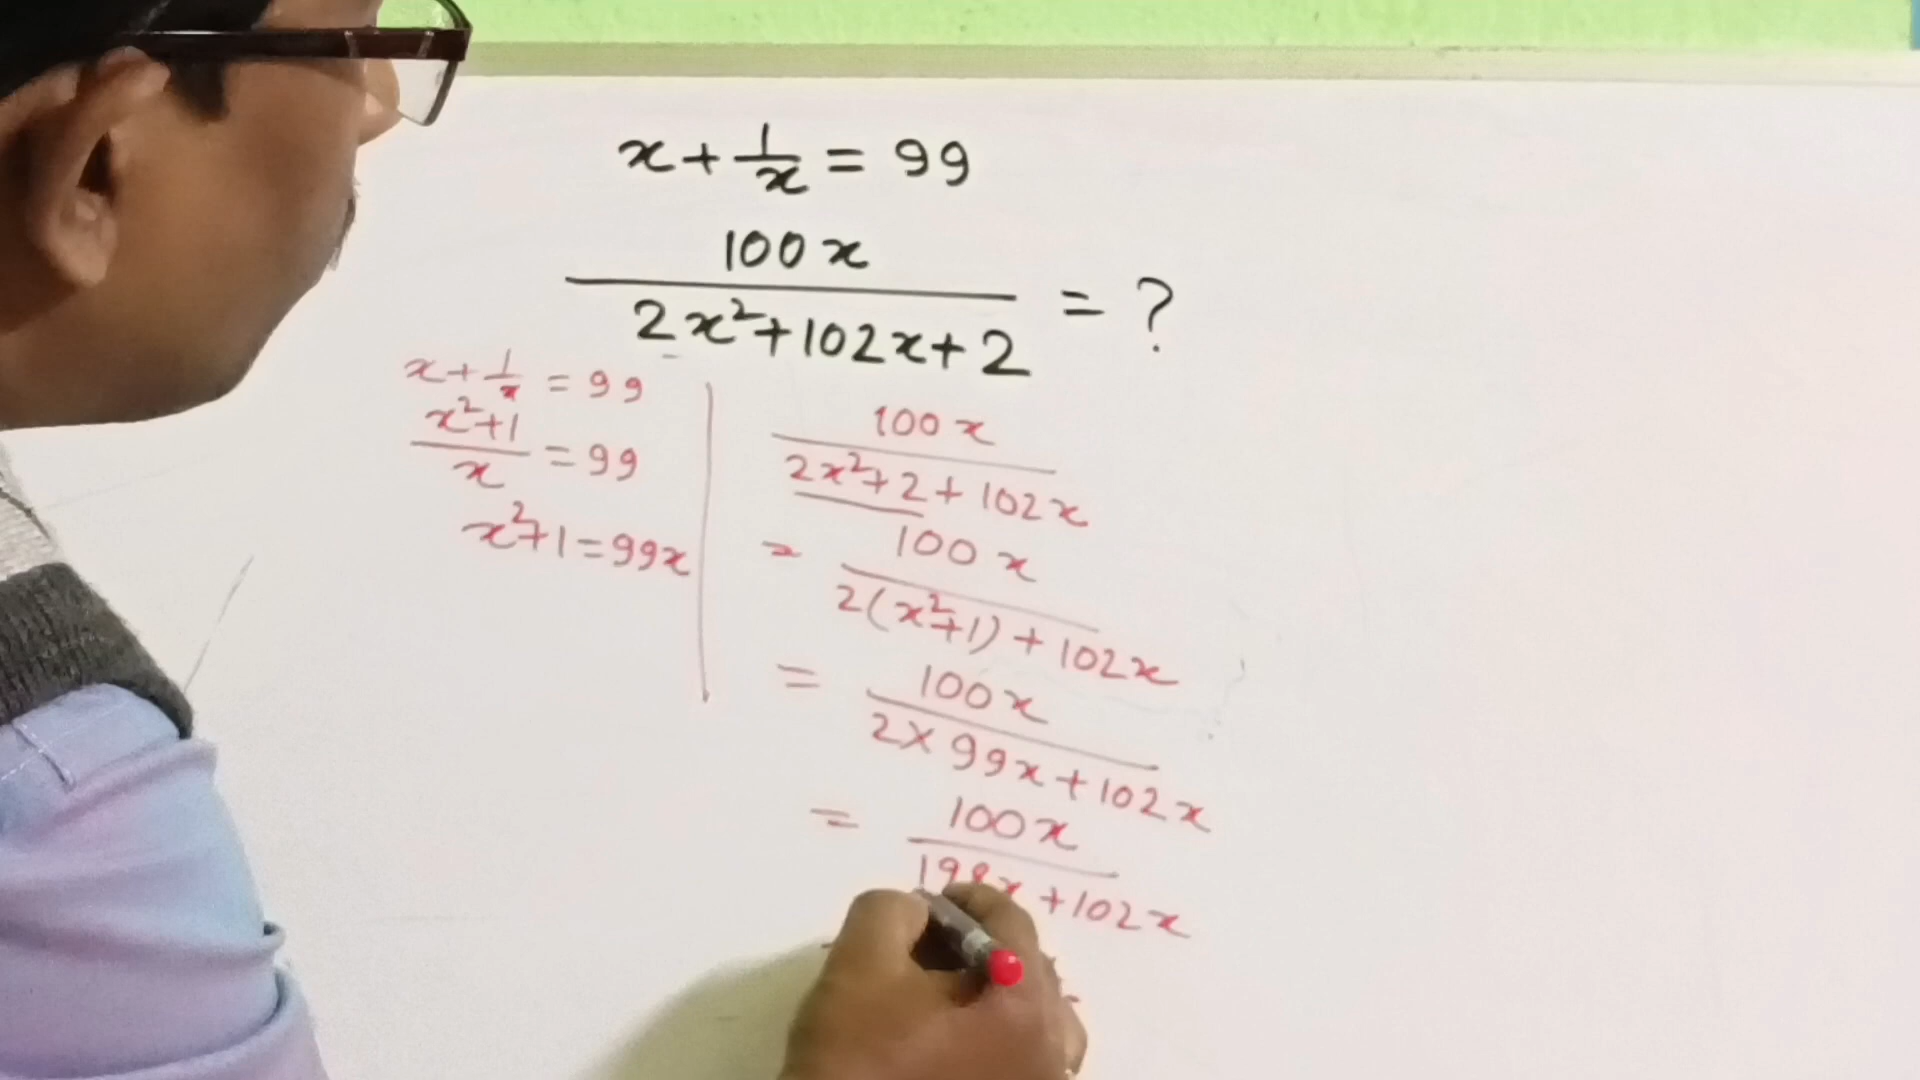 x + 1/x = 99
100x
2x² + 102x + 2 = ?
x + 1/x = 99
x² + 1
x = 99
x² + 1 = 99x
100x
2x² + 2 + 102x
= 100x
2(x² + 1) + 102x
= 100x
2 × 99x + 102x
= 100x
198x + 102x